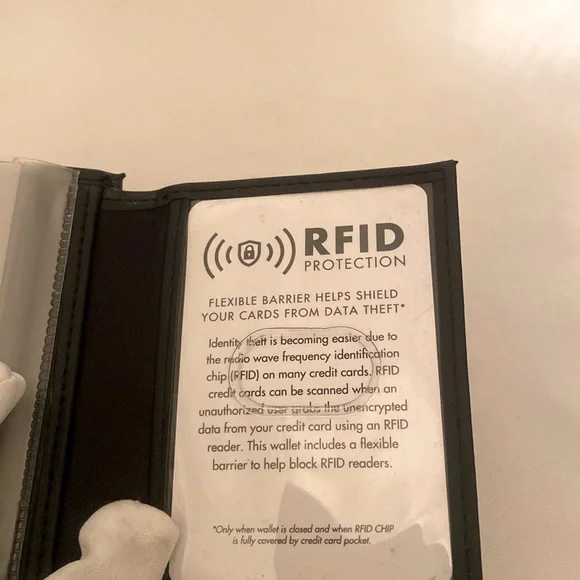 RFID
PROTECTION
FLEXIBLE BARRIER HELPS SHIELD
YOUR CARDS FROM DATA THEFT*
Identity theft is becoming easier due to
the radio wave frequency identification
chip (RFID) on many credit cards. RFID
credit cards can be scanned when an
unauthorized user grabs the unencrypted
data from your credit card using an RFID
reader. This wallet includes a flexible
barrier to help block RFID readers.
*Only when wallet is closed and when RFID CHIP
is fully covered by credit card pocket.